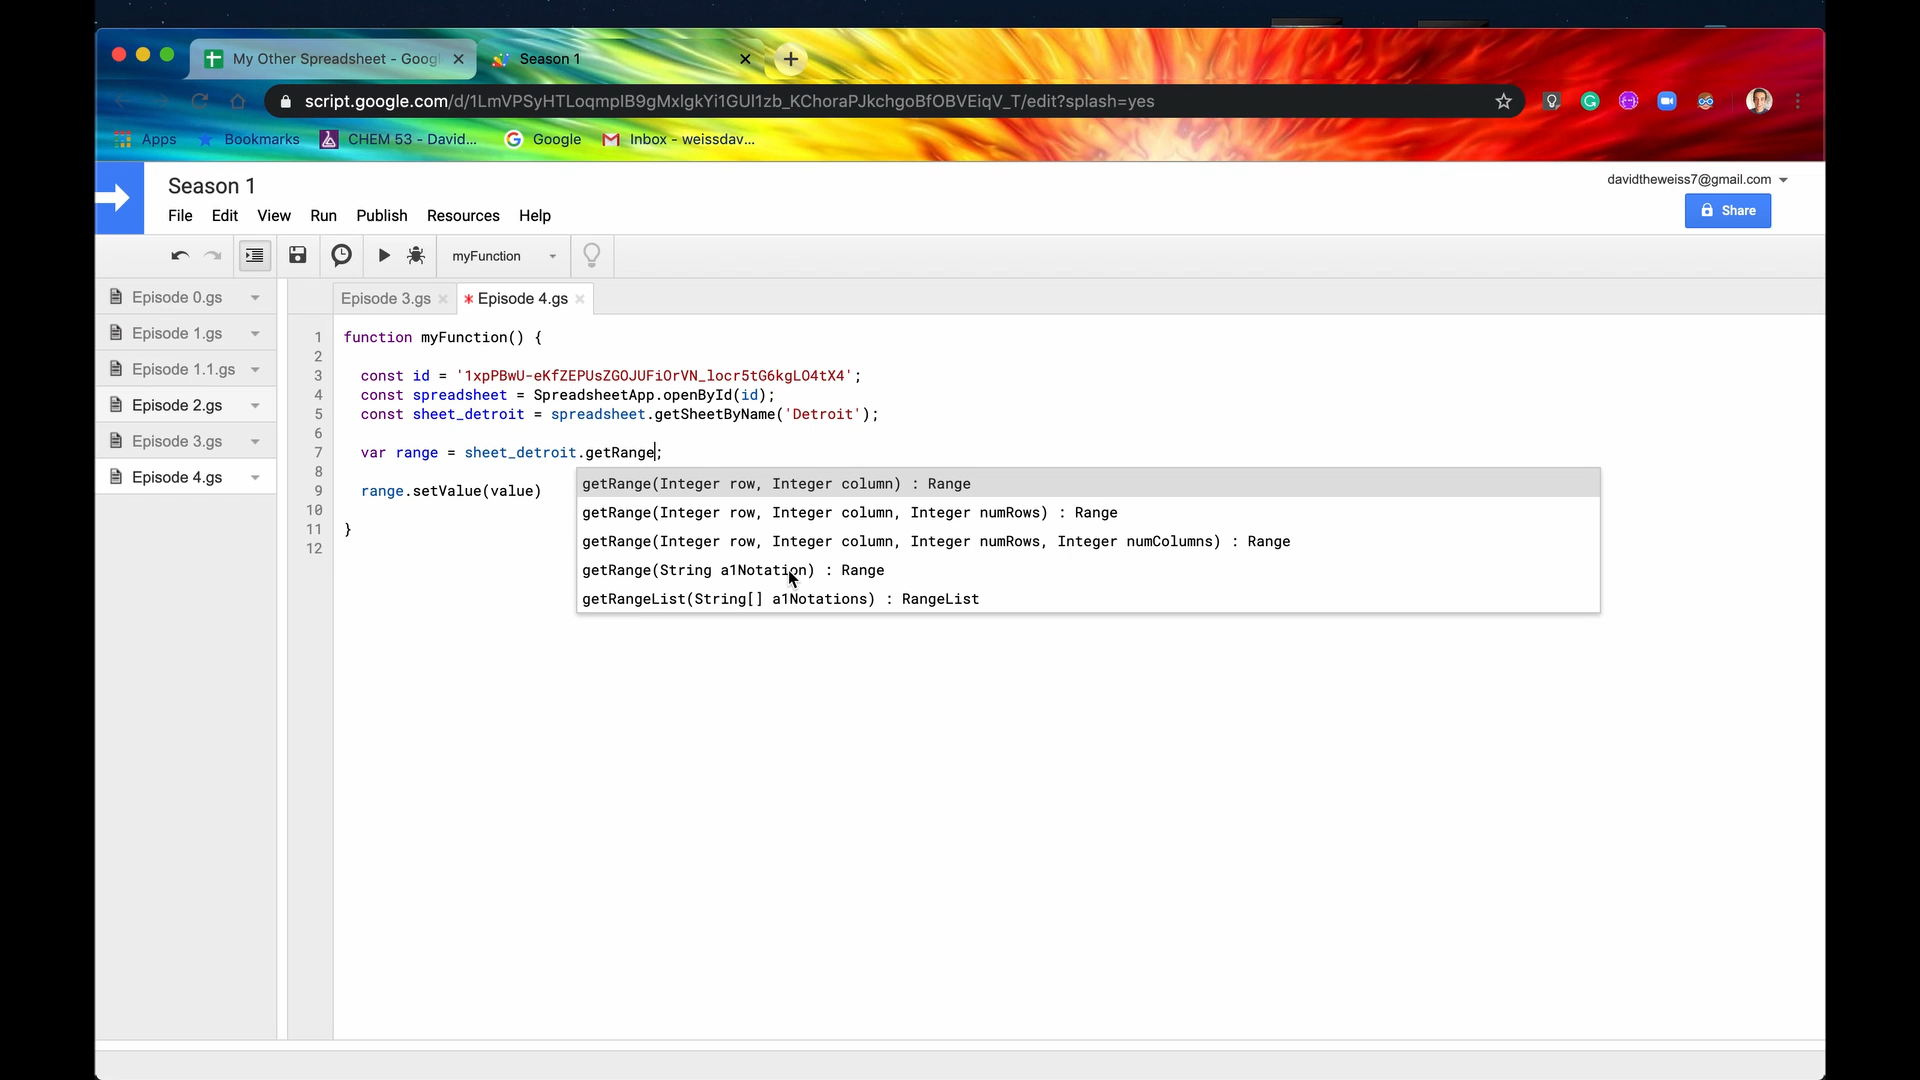 My Other Spreadsheet - Googl
Season 1
script.google.com/d/1LmVPSyHTLoqmpIB9gMxlgkYi1GUl1zb_KChoraPJkchgoBfOBVEiqV_T/edit?splash=yes
Apps Bookmarks CHEM 53 - David... Google Inbox - weissdav...
Season 1
davidtheweiss7@gmail.com
File Edit View Run Publish Resources Help
Share
myFunction
Episode 0.gs
Episode 1.gs
Episode 1.1.gs
Episode 2.gs
Episode 3.gs
Episode 4.gs
Episode 3.gs
* Episode 4.gs
1 function myFunction() {
2
3 const id = '1xpPBwU-eKfZEPUsZGOJUFiOrVN_locr5tG6kgLO4tX4';
4 const spreadsheet = SpreadsheetApp.openById(id);
5 const sheet_detroit = spreadsheet.getSheetByName('Detroit');
6
7 var range = sheet_detroit.getRange;
8
9 range.setValue(value)
10
11 }
12
getRange(Integer row, Integer column) : Range
getRange(Integer row, Integer column, Integer numRows) : Range
getRange(Integer row, Integer column, Integer numRows, Integer numColumns) : Range
getRange(String a1Notation) : Range
getRangeList(String[] a1Notations) : RangeList